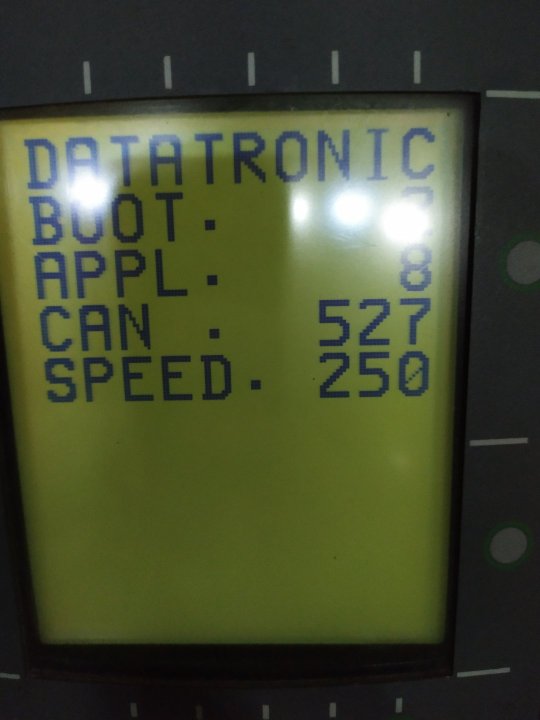 DATATRONIC
BOOT.
APPL. 8
CAN . 527
SPEED. 250